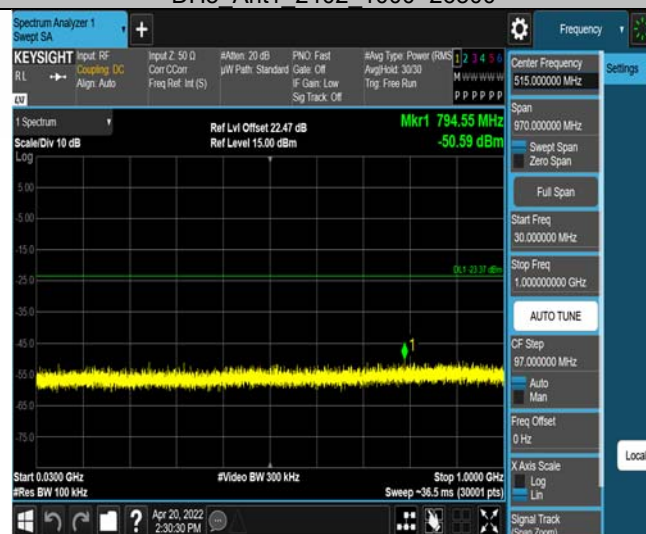 Spectrum Analyzer 1
Swept SA
+
Frequency
KEYSIGHT
RL
LXI
Input: RF
Coupling: DC
Align: Auto
Input Z: 50 Ω
Corr CCorr
Freq Ref: Int (S)
#Atten: 20 dB
µW Path: Standard
PNO: Fast
Gate: Off
IF Gain: Low
Sig Track: Off
#Avg Type: Power (RMS)
Avg|Hold: 30/30
Trig: Free Run
1 2 3 4 5 6
M W W W W W
P P P P P P
1 Spectrum
Scale/Div 10 dB
Log
Ref Lvl Offset 22.47 dB
Ref Level 15.00 dBm
Mkr1 794.55 MHz
-50.59 dBm
5.00
-5.00
-15.0
DL1 -23.37 dBm
-25.0
-35.0
-45.0
1
-55.0
-65.0
-75.0
Start 0.0300 GHz
#Res BW 100 kHz
#Video BW 300 kHz
Stop 1.0000 GHz
Sweep ~36.5 ms (30001 pts)
?
Apr 20, 2022
2:30:30 PM
Center Frequency
515.000000 MHz
Span
970.000000 MHz
Swept Span
Zero Span
Full Span
Start Freq
30.000000 MHz
Stop Freq
1.000000000 GHz
AUTO TUNE
CF Step
97.000000 MHz
Auto
Man
Freq Offset
0 Hz
X Axis Scale
Log
Lin
Signal Track
(Span Zoom)
Settings
Local